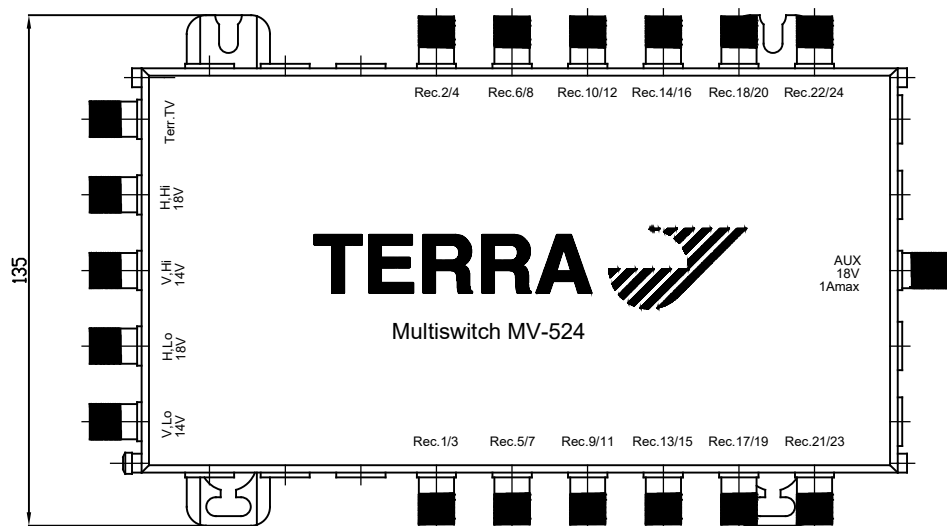 Rec.2/4 Rec.6/8 Rec.10/12 Rec.14/16 Rec.18/20 Rec.22/24
Terr.TV
H,Hi
18V
V,Hi
14V
H,Lo
18V
V,Lo
14V
135
TERRA
Multiswitch MV-524
AUX
18V
1Amax
Rec.1/3 Rec.5/7 Rec.9/11 Rec.13/15 Rec.17/19 Rec.21/23